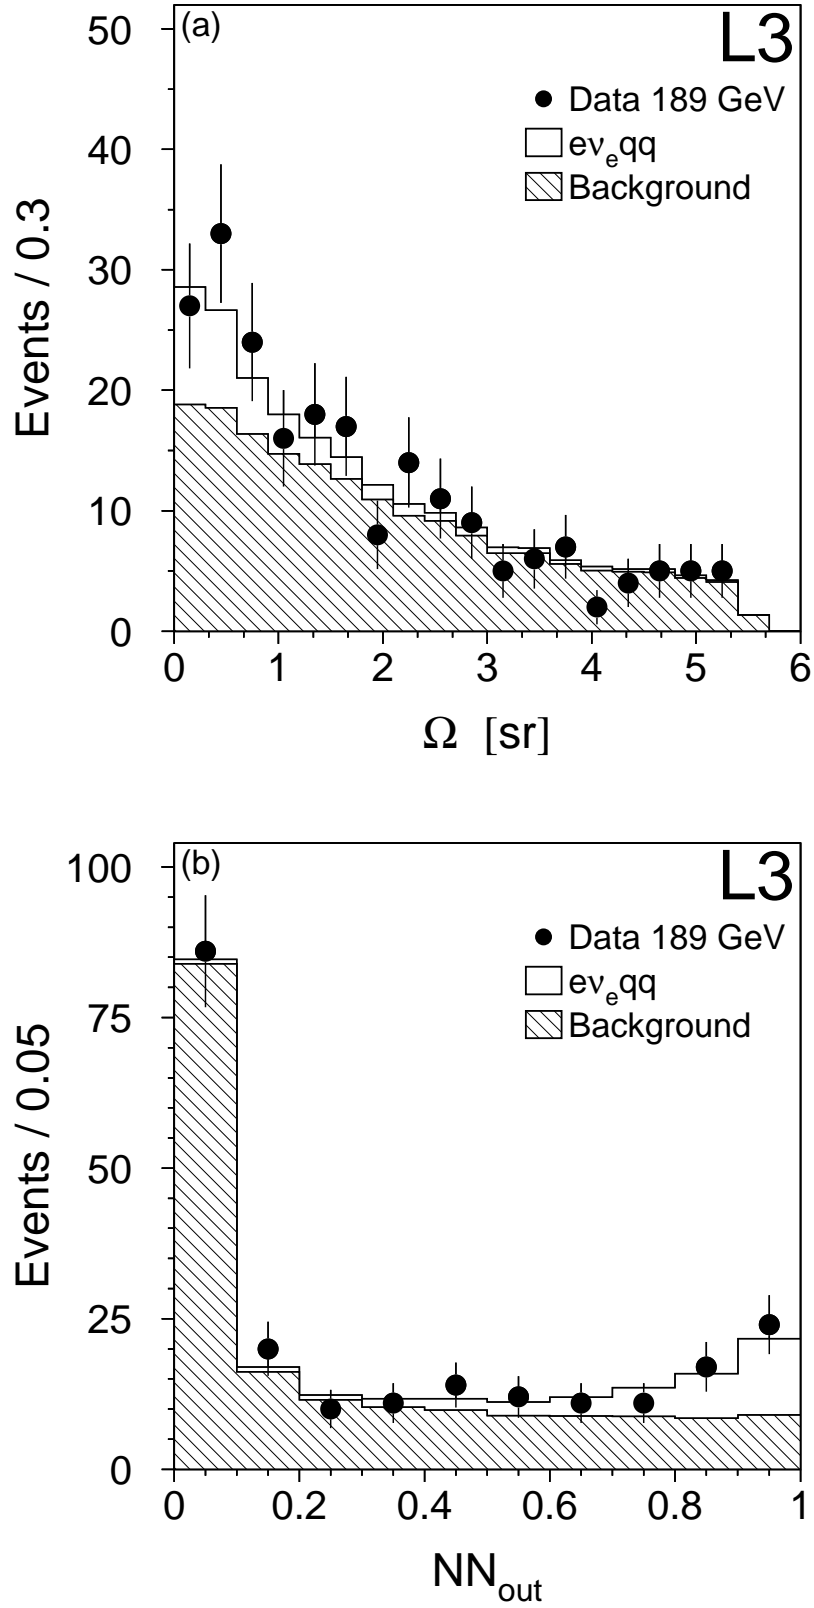 (a)
L3
Data 189 GeV
eνeqq
Background
Events / 0.3
50
40
30
20
10
0
0 1 2 3 4 5 6
Ω [sr]
(b)
L3
Data 189 GeV
eνeqq
Background
Events / 0.05
100
75
50
25
0
0 0.2 0.4 0.6 0.8 1
NNout